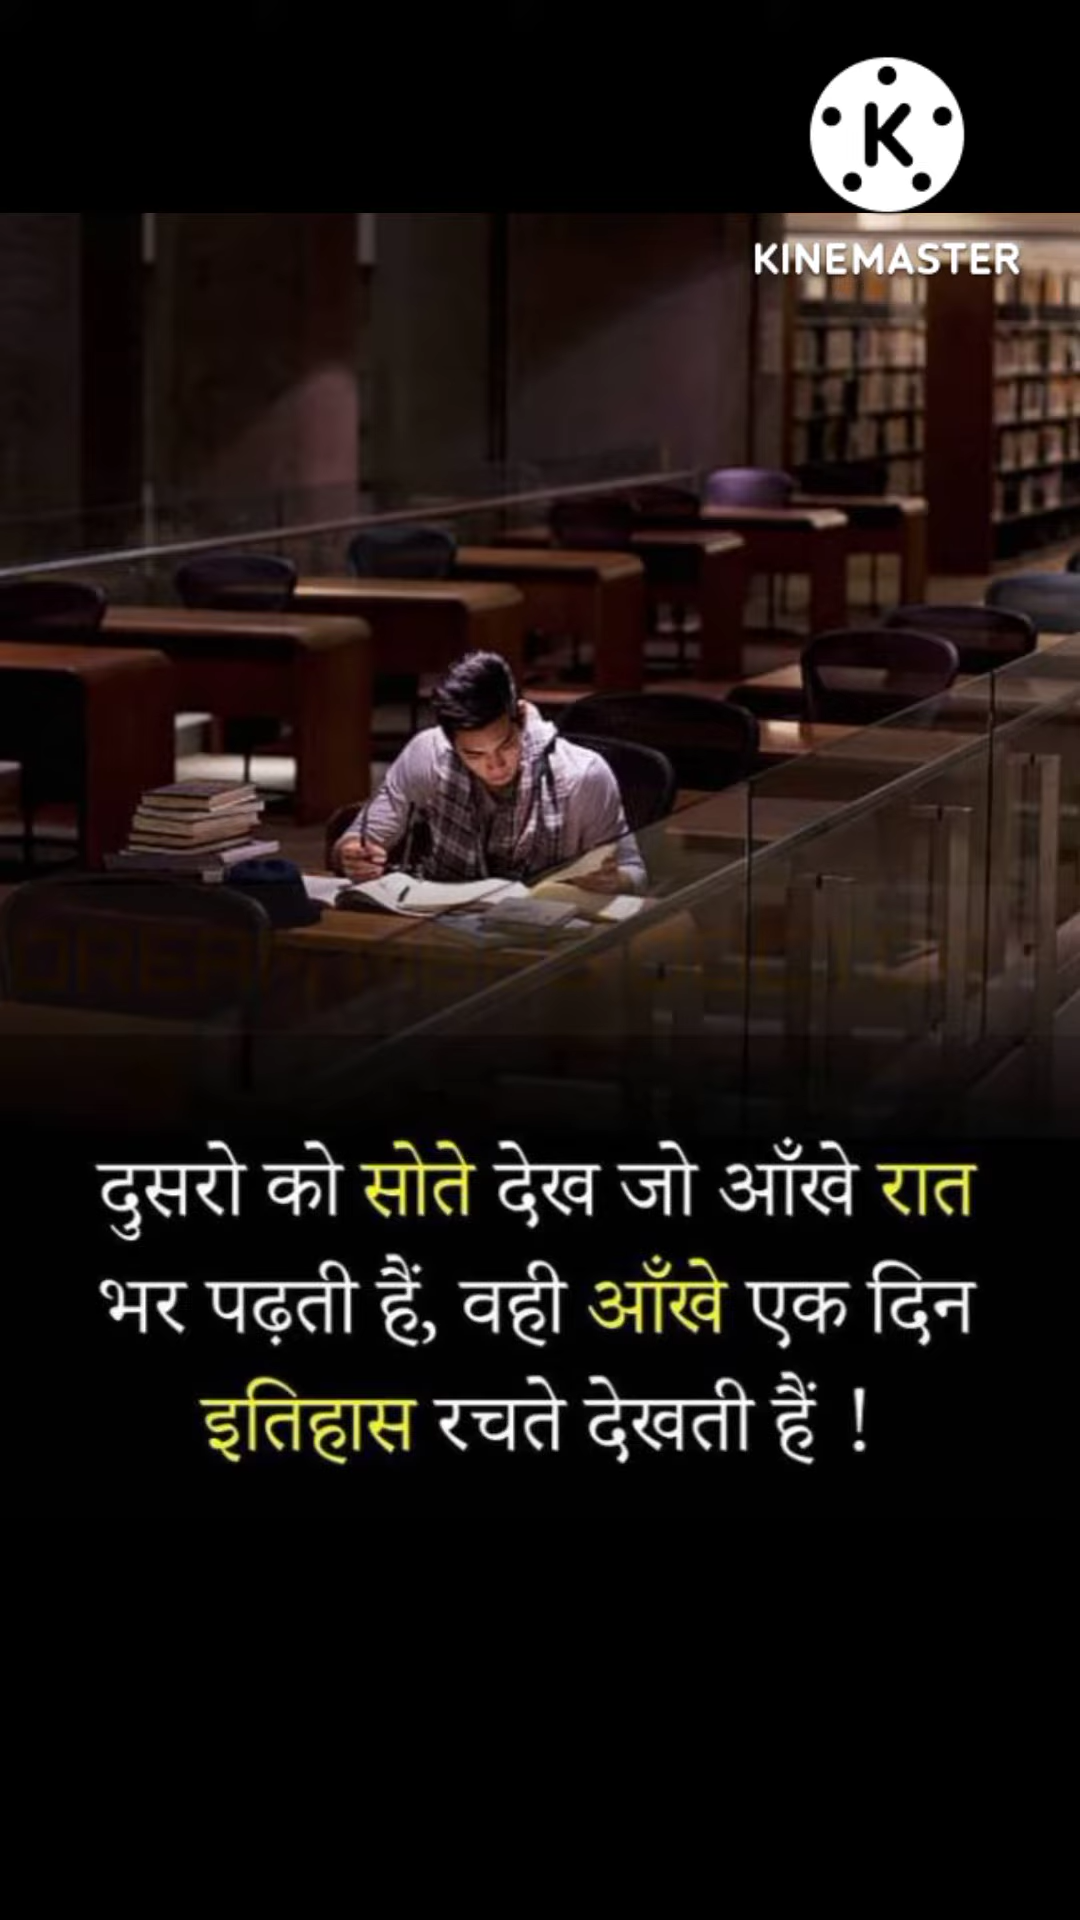 K
KINEMASTER
दुसरो को सोते देख जो आँखे रात
भर पढ़ती हैं, वही आँखे एक दिन
इतिहास रचते देखती हैं !